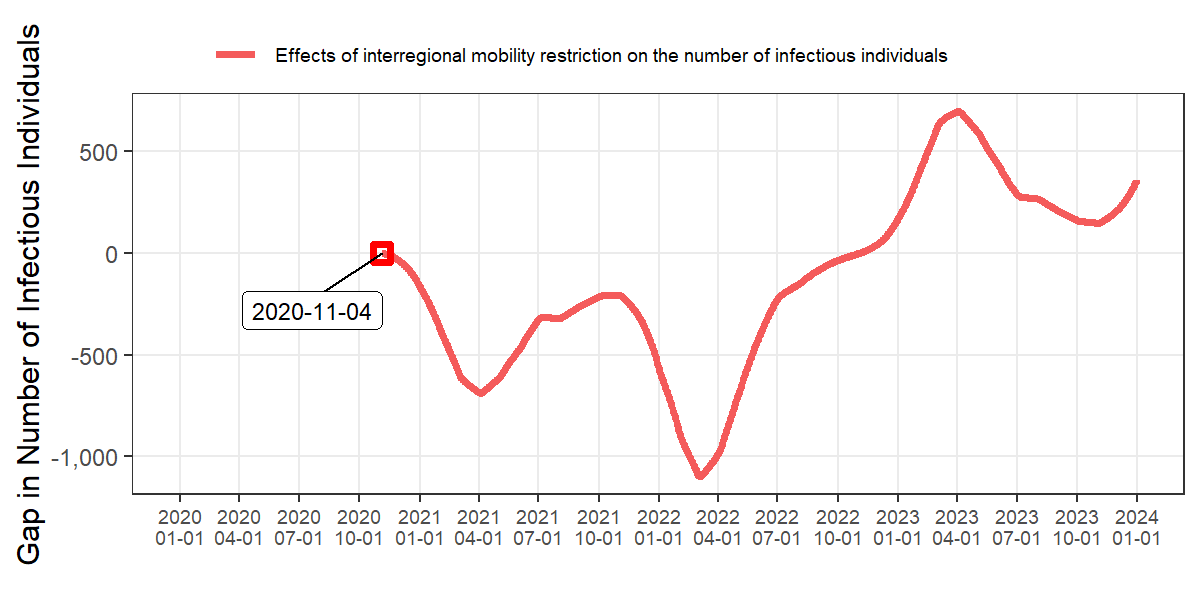 Effects of interregional mobility restriction on the number of infectious individuals
Gap in Number of Infectious Individuals
500
0
-500
-1,000
2020-11-04
2020 2020 2020 2020 2021 2021 2021 2021 2022 2022 2022 2022 2023 2023 2023 2023 2024
01-01 04-01 07-01 10-01 01-01 04-01 07-01 10-01 01-01 04-01 07-01 10-01 01-01 04-01 07-01 10-01 01-01